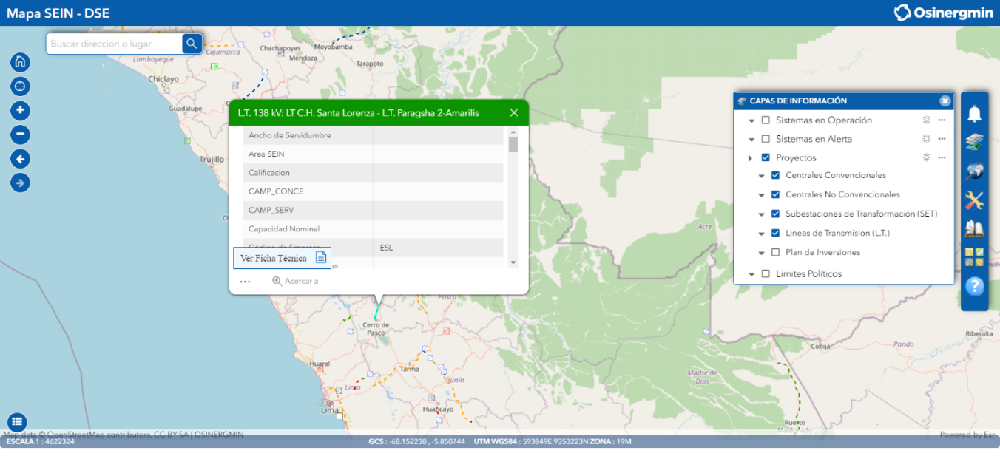 Mapa SEIN - DSE
Osinergmin
Buscar dirección o lugar
Lambayeque
Cajamarca
Chachapoyas
Moyobamba
Mendoza
Tarapoto
Chiclayo
Guadalupe
Trujillo
L.T. 138 kV: LT C.H. Santa Lorenza - L.T. Paragsha 2-Amarilis
Ancho de Servidumbre
Area SEIN
Calificacion
CAMP_CONCE
CAMP_SERV
Capacidad Nominal
Código de Empresa ESL
Ver Ficha Técnica
Acercar a
CAPAS DE INFORMACIÓN
Sistemas en Operación
Sistemas en Alerta
Proyectos
Centrales Convencionales
Centrales No Convencionales
Subestaciones de Transformación (SET)
Lineas de Transmision (L.T.)
Plan de Inversiones
Limites Políticos
Acre
Pasco
Cerro de
Pasco
Riberalta
Cobija
Pando
Huaral
Tarma
Madre de
Dios
Lima
Junín
Lima
Huancayo
Puerto
Maldonado
Map data © OpenStreetMap contributors, CC-BY-SA | OSINERGMIN
Powered by Esri
ESCALA 1 : 4622324
GCS : -68.152238 , -5.850744 UTM WGS84 : 593849E 9353223N ZONA : 19M